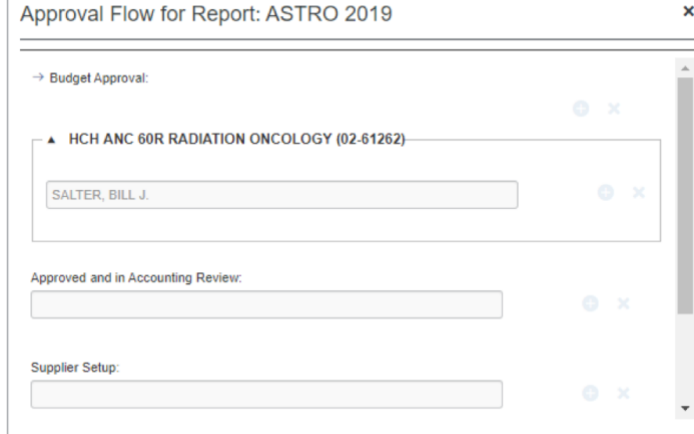 Approval Flow for Report: ASTRO 2019
→ Budget Approval:
▲ HCH ANC 60R RADIATION ONCOLOGY (02-61262)
SALTER, BILL J.
Approved and in Accounting Review:
Supplier Setup: